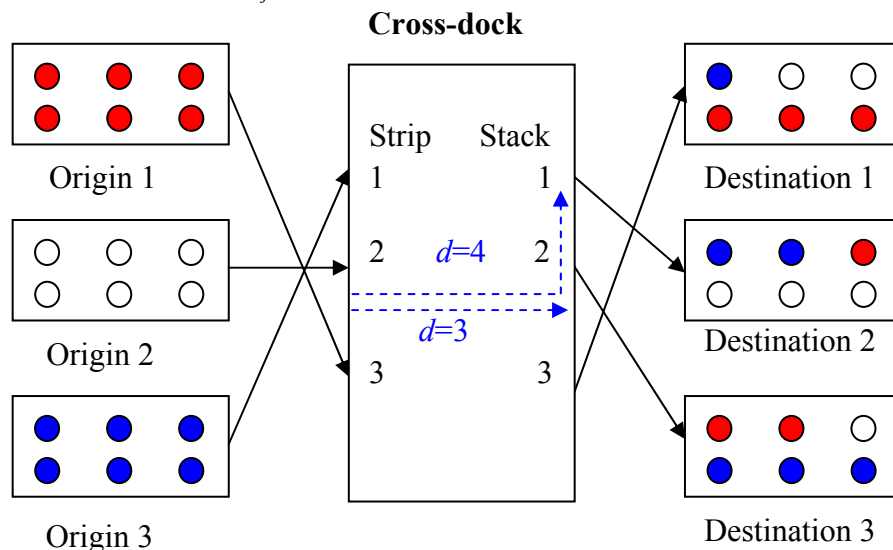 Cross-dock
Origin 1
Strip
Stack
1
1
Destination 1
2
d=4
2
Origin 2
d=3
Destination 2
3
3
Origin 3
Destination 3